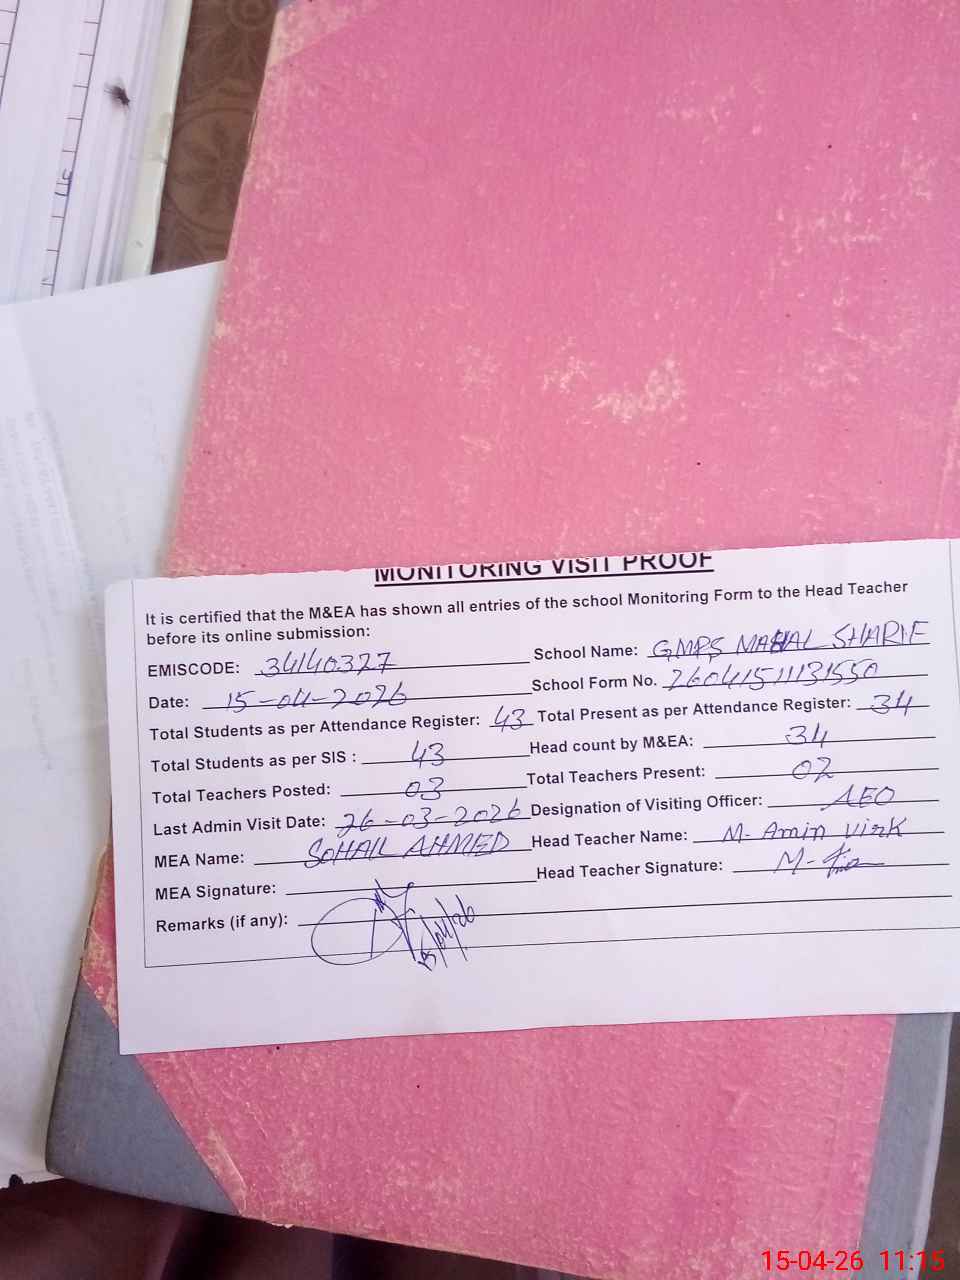 MONITORING VISIT PROOF
It is certified that the M&EA has shown all entries of the school Monitoring Form to the Head Teacher
before its online submission:
EMISCODE: 34140327 School Name: GMPS MAHAL SHARIF
Date: 15-04-2026 School Form No. 26041511131550
Total Students as per Attendance Register: 43 Total Present as per Attendance Register: 34
Total Students as per SIS : 43 Head count by M&EA: 34
Total Teachers Posted: 03 Total Teachers Present: 02
Last Admin Visit Date: 26-03-2026 Designation of Visiting Officer: AEO
MEA Name: SOHAIL AHMED Head Teacher Name: M. Amin Virk
MEA Signature: Head Teacher Signature:
Remarks (if any): 15/04/26
15-04-26 11:15